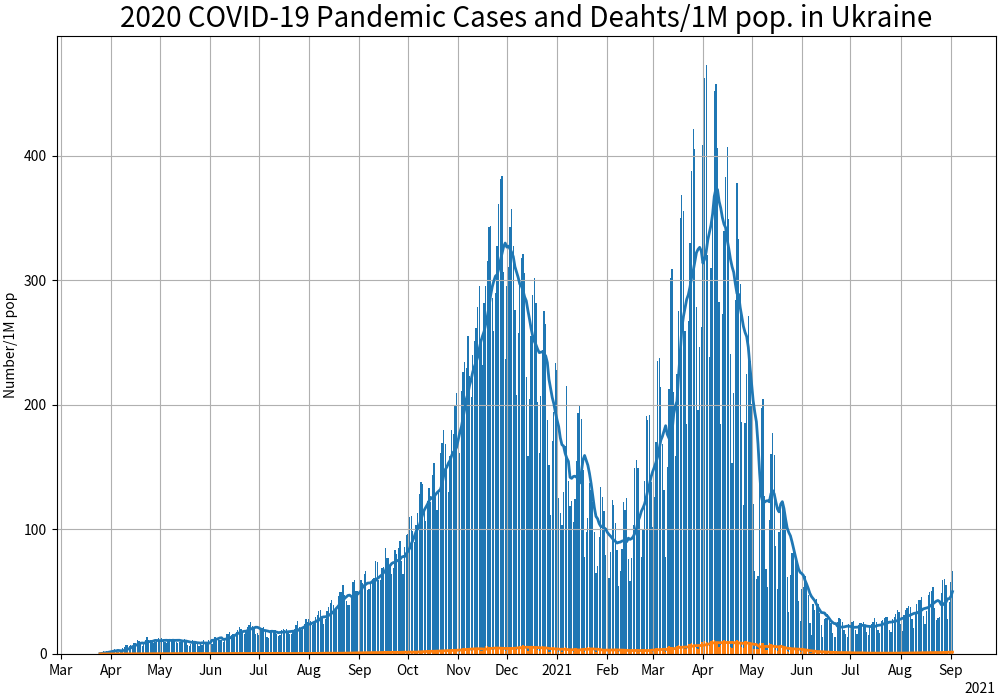 2020 COVID-19 Pandemic Cases and Deahts/1M pop. in Ukraine
Number/1M pop
400
300
200
100
0
Mar Apr May Jun Jul Aug Sep Oct Nov Dec 2021 Feb Mar Apr May Jun Jul Aug Sep
2021